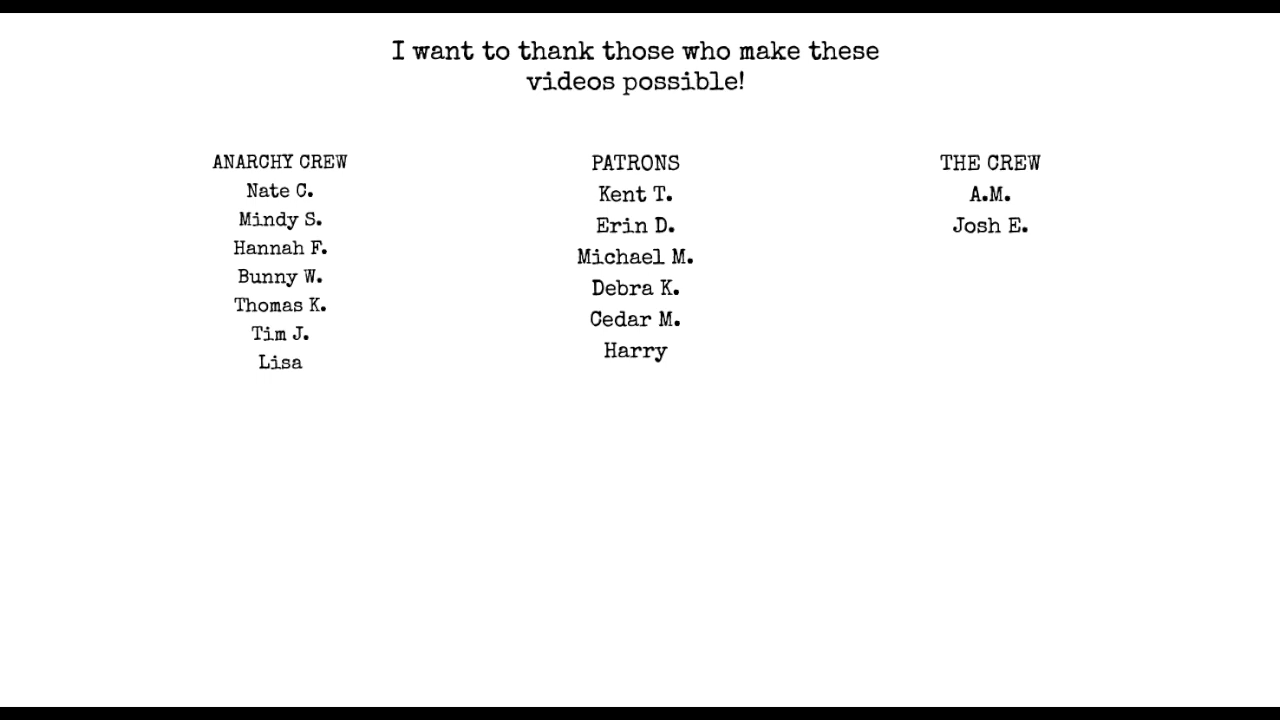 I want to thank those who make these
videos possible!
ANARCHY CREW
Nate C.
Mindy S.
Hannah F.
Bunny W.
Thomas K.
Tim J.
Lisa
PATRONS
Kent T.
Erin D.
Michael M.
Debra K.
Cedar M.
Harry
THE CREW
A.M.
Josh E.